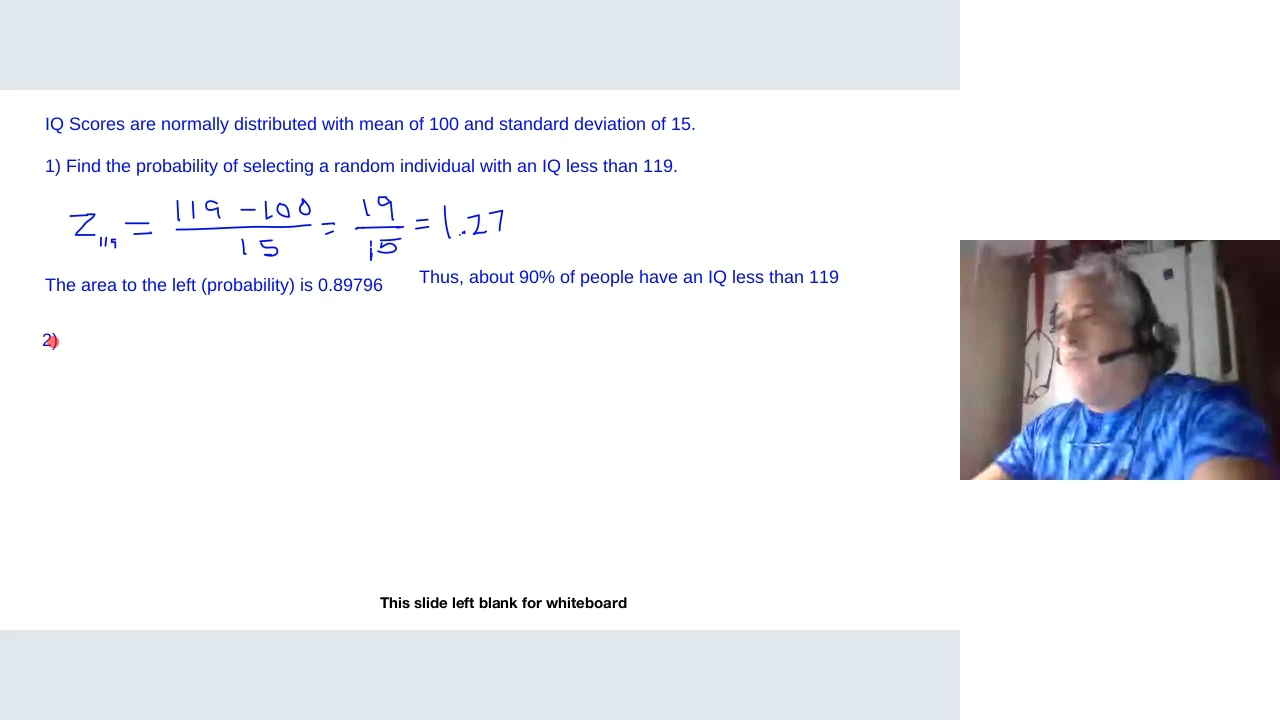 IQ Scores are normally distributed with mean of 100 and standard deviation of 15.
1) Find the probability of selecting a random individual with an IQ less than 119.
Z₁₁₉ = (119 - 100)/15 = 19/15 = 1.27
The area to the left (probability) is 0.89796
Thus, about 90% of people have an IQ less than 119
2)
This slide left blank for whiteboard